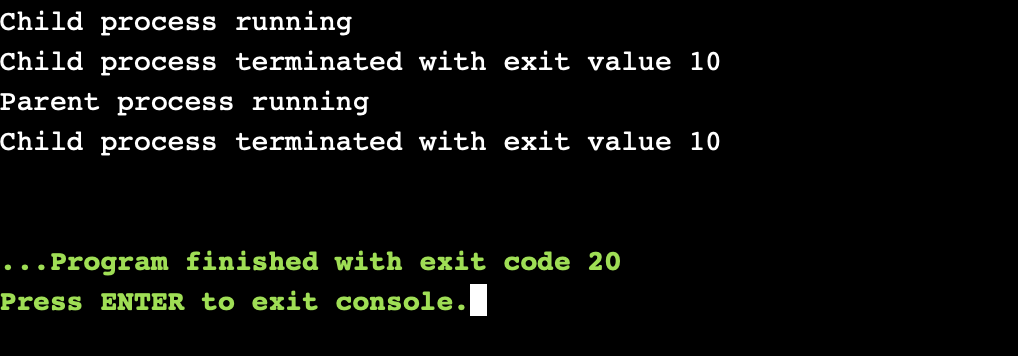 Child process running
Child process terminated with exit value 10
Parent process running
Child process terminated with exit value 10
...Program finished with exit code 20
Press ENTER to exit console.